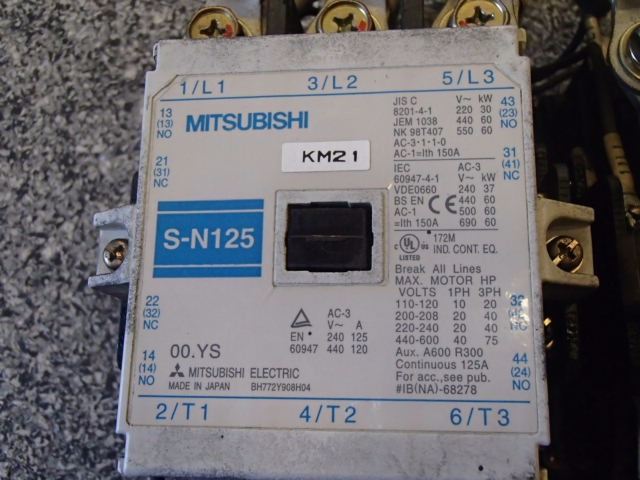 1/L1 3/L2 5/L3
13
(13)
NO
MITSUBISHI
KM21
21
(31)
NC
S-N125
22
(32)
NC
14
(14)
NO
00.YS
MITSUBISHI ELECTRIC
MADE IN JAPAN BH772Y908H04
AC-3
V~ A
EN 240 125
60947 440 120
JIS C V~ kW
8201-4-1 220 30
JEM 1038 440 60
NK 98T407 550 60
AC-3・1・1-0
AC-1=Ith 150A
IEC AC-3
60947-4-1 V~ kW
VDE0660 240 37
BS EN CE 440 60
AC-1 500 60
=Ith 150A 690 60
c UL us 172M
LISTED IND. CONT. EQ.
Break All Lines
MAX. MOTOR HP
VOLTS 1PH 3PH
110-120 10 20
200-208 20 40
220-240 20 40
440-600 40 75
Aux. A600 R300
Continuous 125A
For acc.,see pub.
#IB(NA)-68278
43
(23)
NO
31
(41)
NC
NC
44
(24)
NO
2/T1 4/T2 6/T3